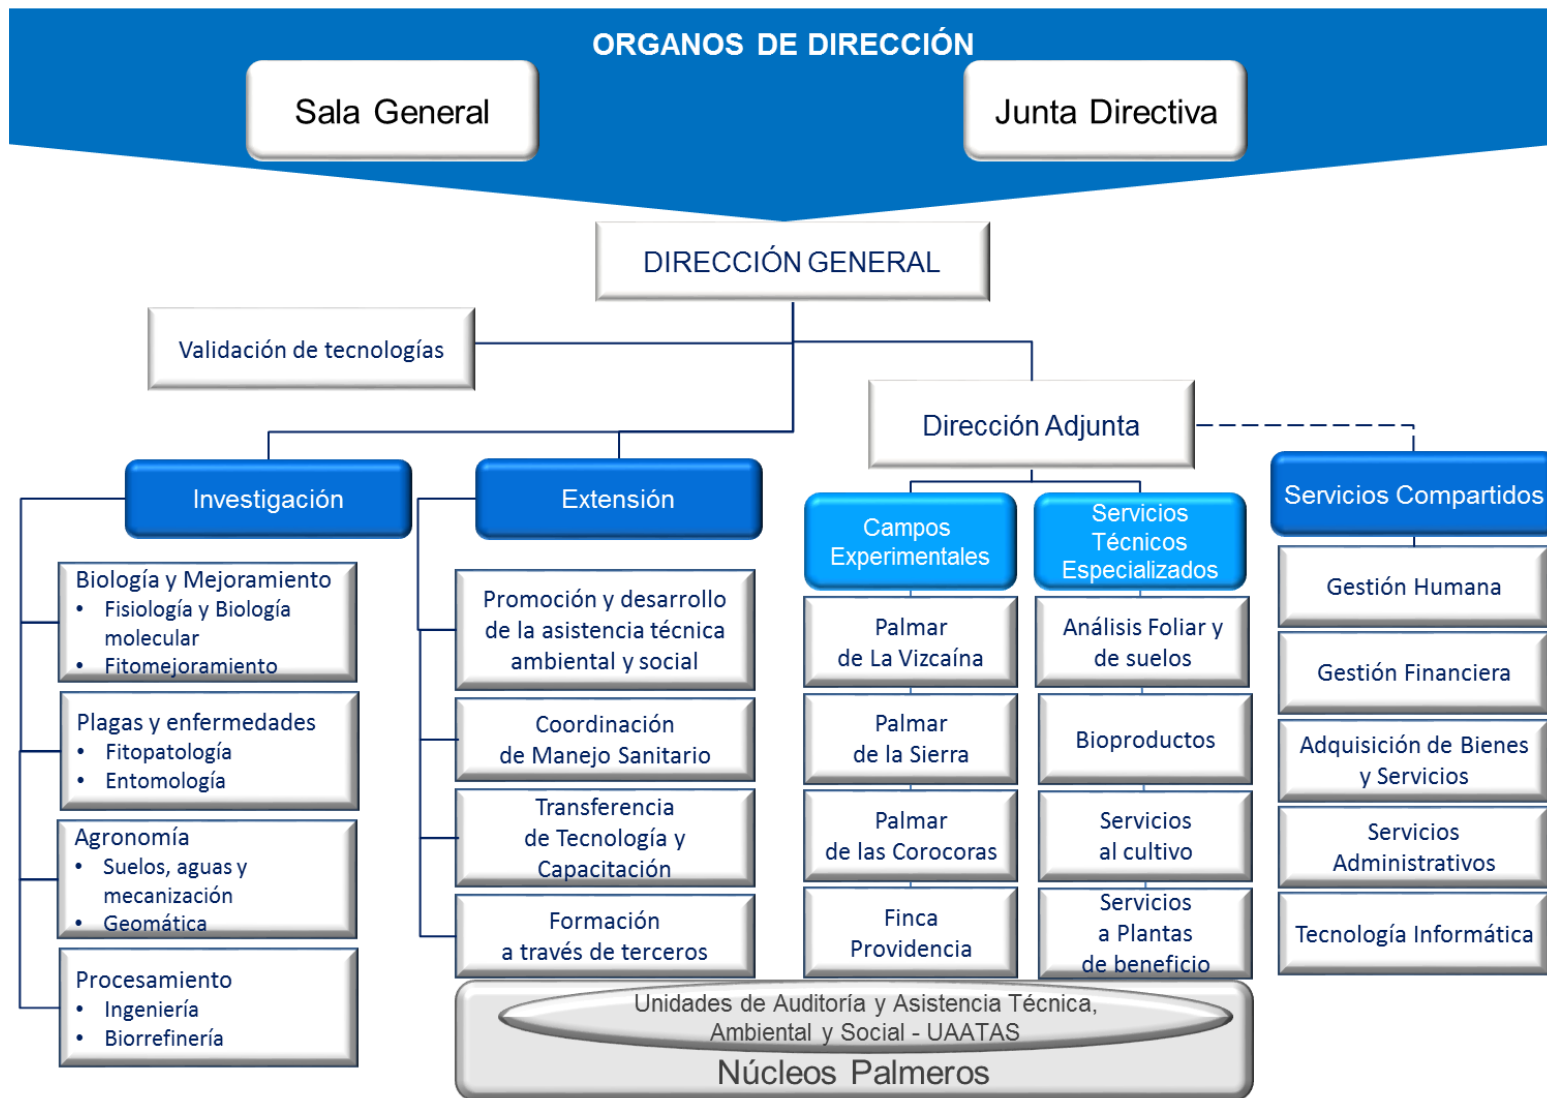 ORGANOS DE DIRECCIÓN
Sala General
Junta Directiva
DIRECCIÓN GENERAL
Validación de tecnologías
Dirección Adjunta
Investigación
Biología y Mejoramiento
• Fisiología y Biología
molecular
• Fitomejoramiento
Plagas y enfermedades
• Fitopatología
• Entomología
Agronomía
• Suelos, aguas y
mecanización
• Geomática
Procesamiento
• Ingeniería
• Biorrefinería
Extensión
Promoción y desarrollo
de la asistencia técnica
ambiental y social
Coordinación
de Manejo Sanitario
Transferencia
de Tecnología y
Capacitación
Formación
a través de terceros
Campos
Experimentales
Palmar
de La Vizcaína
Palmar
de la Sierra
Palmar
de las Corocoras
Finca
Providencia
Servicios
Técnicos
Especializados
Análisis Foliar y
de suelos
Bioproductos
Servicios
al cultivo
Servicios
a Plantas
de beneficio
Servicios Compartidos
Gestión Humana
Gestión Financiera
Adquisición de Bienes
y Servicios
Servicios
Administrativos
Tecnología Informática
Unidades de Auditoría y Asistencia Técnica,
Ambiental y Social - UAATAS
Núcleos Palmeros